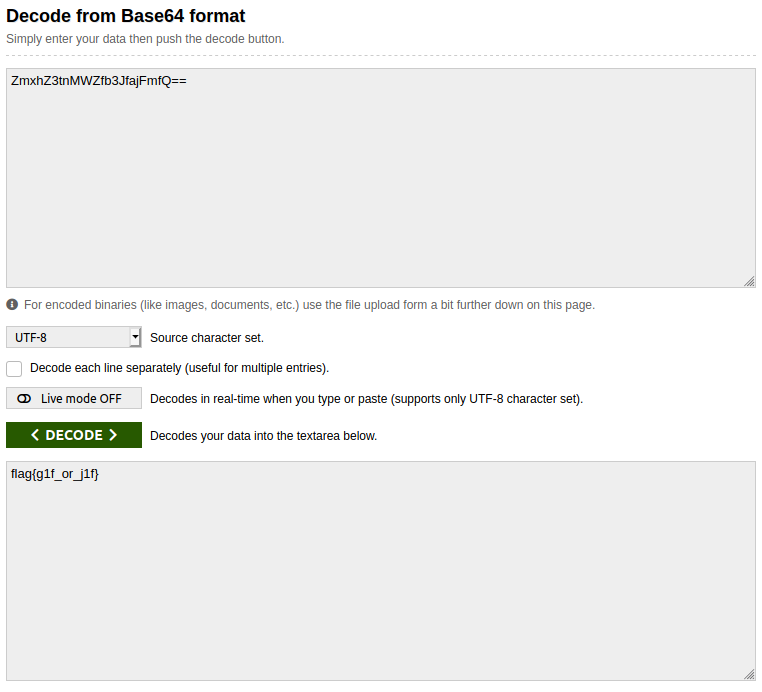 Decode from Base64 format
Simply enter your data then push the decode button.
ZmxhZ3tnMWZfb3JfajFmfQ==
For encoded binaries (like images, documents, etc.) use the file upload form a bit further down on this page.
UTF-8 Source character set.
Decode each line separately (useful for multiple entries).
Live mode OFF Decodes in real-time when you type or paste (supports only UTF-8 character set).
< DECODE > Decodes your data into the textarea below.
flag{g1f_or_j1f}